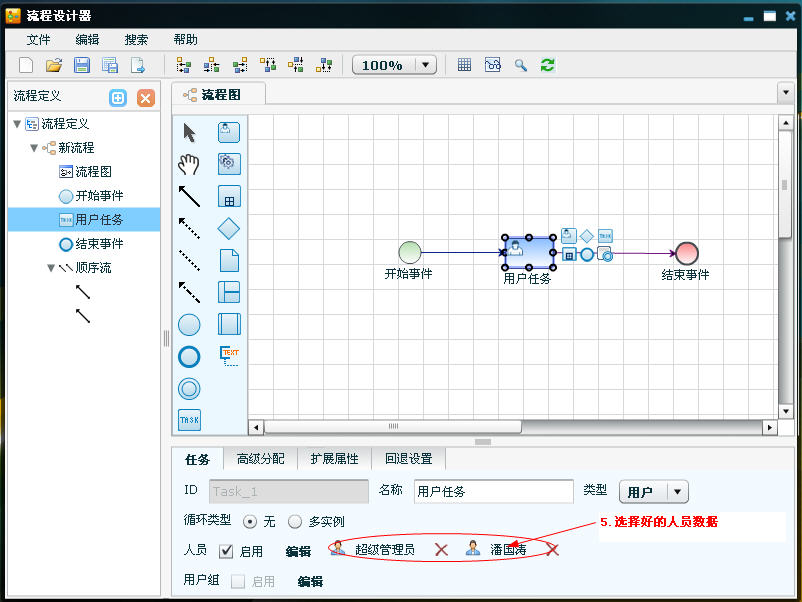 流程设计器
文件 编辑 搜索 帮助
100%
流程定义
流程图
流程定义
新流程
流程图
开始事件
TASK 用户任务
结束事件
顺序流
TEXT
TASK
开始事件
用户任务
TASK
结束事件
任务 高级分配 扩展属性 回退设置
ID Task_1 名称 用户任务 类型 用户
循环类型 无 多实例
5. 选择好的人员数据
人员 启用 编辑 超级管理员 潘国涛
用户组 启用 编辑